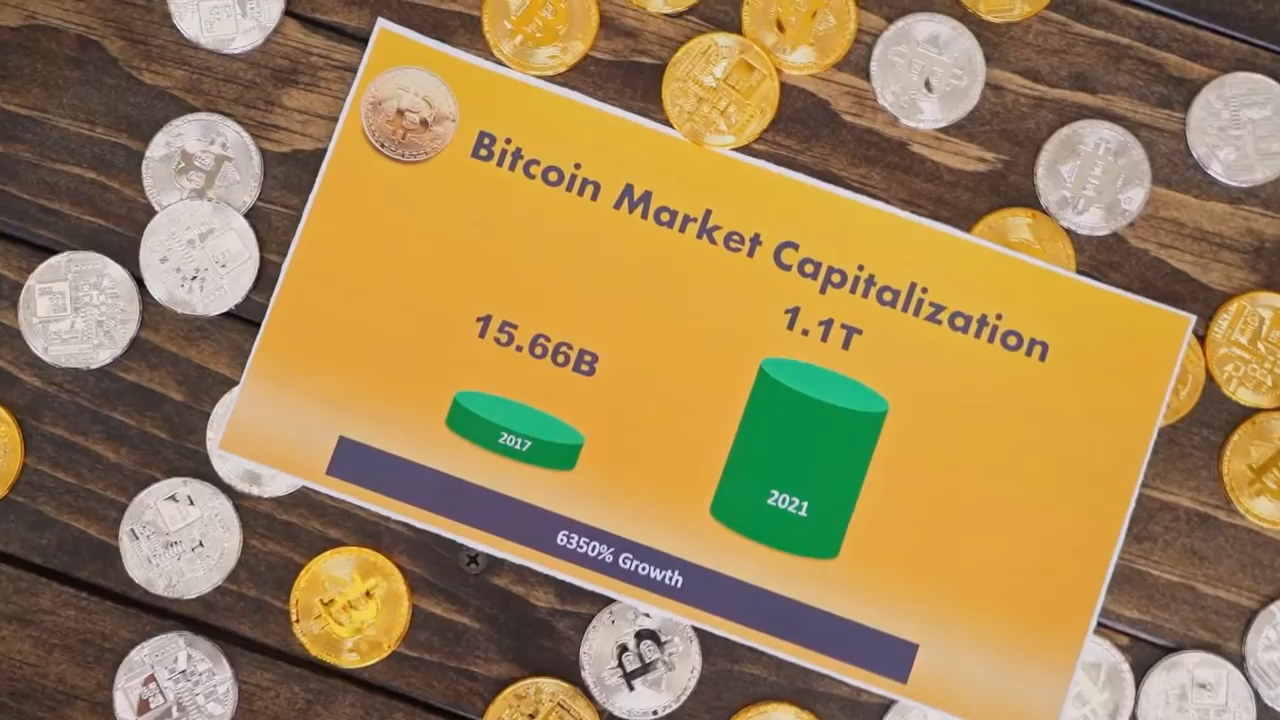 Bitcoin Market Capitalization
15.66B
1.1T
2017
2021
6350% Growth